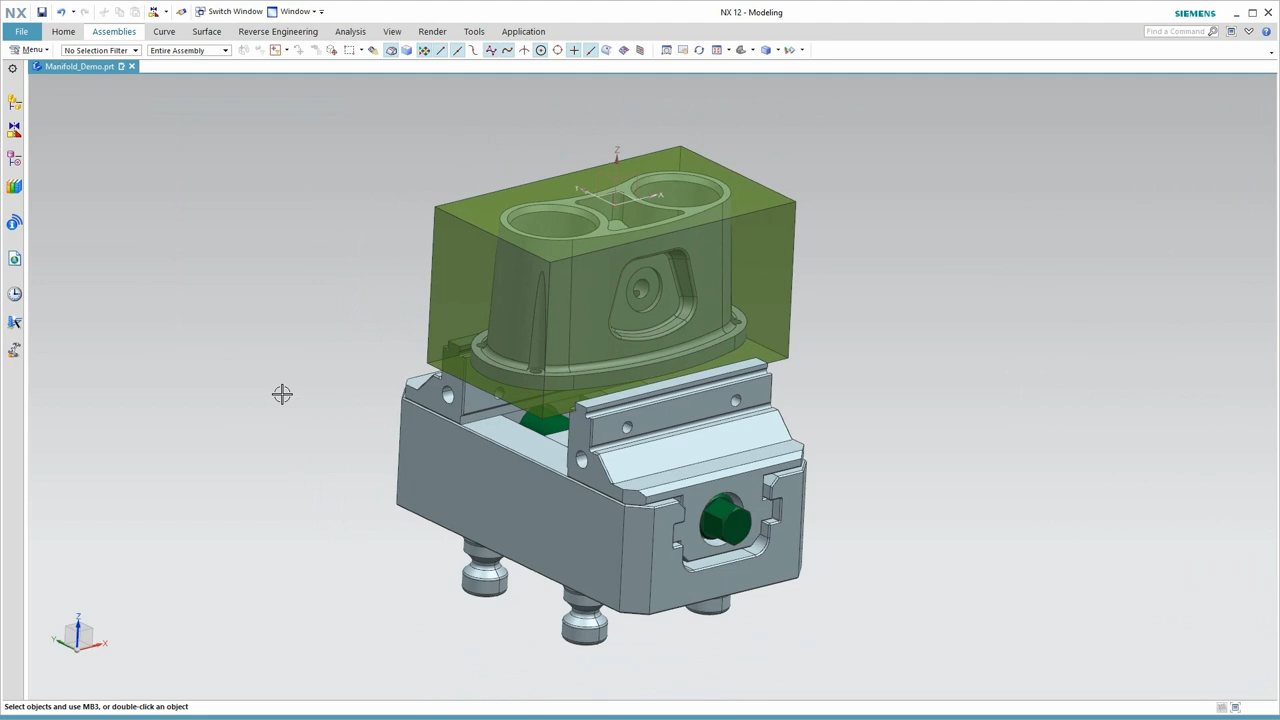 NX
Switch Window
Window
NX 12 - Modeling
SIEMENS
File
Home
Assemblies
Curve
Surface
Reverse Engineering
Analysis
View
Render
Tools
Application
Find a Command
Menu
No Selection Filter
Entire Assembly
Manifold_Demo.prt
Z
Y
X
Z
Y
X
Select objects and use MB3, or double-click an object